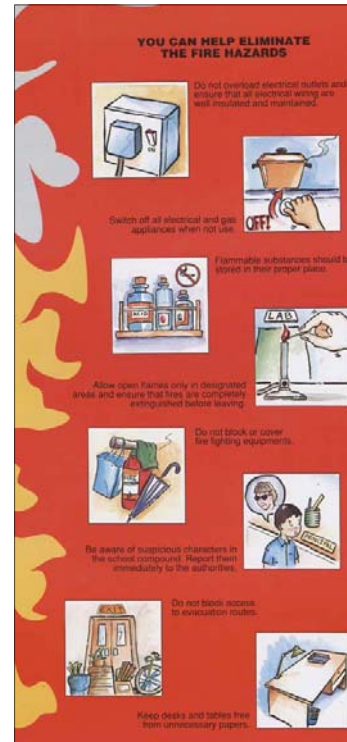 YOU CAN HELP ELIMINATE
THE FIRE HAZARDS
Do not overload electrical outlets and
ensure that all electrical wiring are
well insulated and maintained.
ON
OFF!
Switch off all electrical and gas
appliances when not use.
Flammable substances should b
stored in their proper place.
LAB
Allow open flames only in designated
areas and ensure that fires are completely
extinguished before leaving.
Do not block or cover
fire fighting equipments.
Be aware of suspicious characters in
the school compound. Report them
immediately to the authorities.
PRINCIPAL
EXIT
Do not block access
to evacuation routes.
Keep desks and tables free
from unnecessary papers.